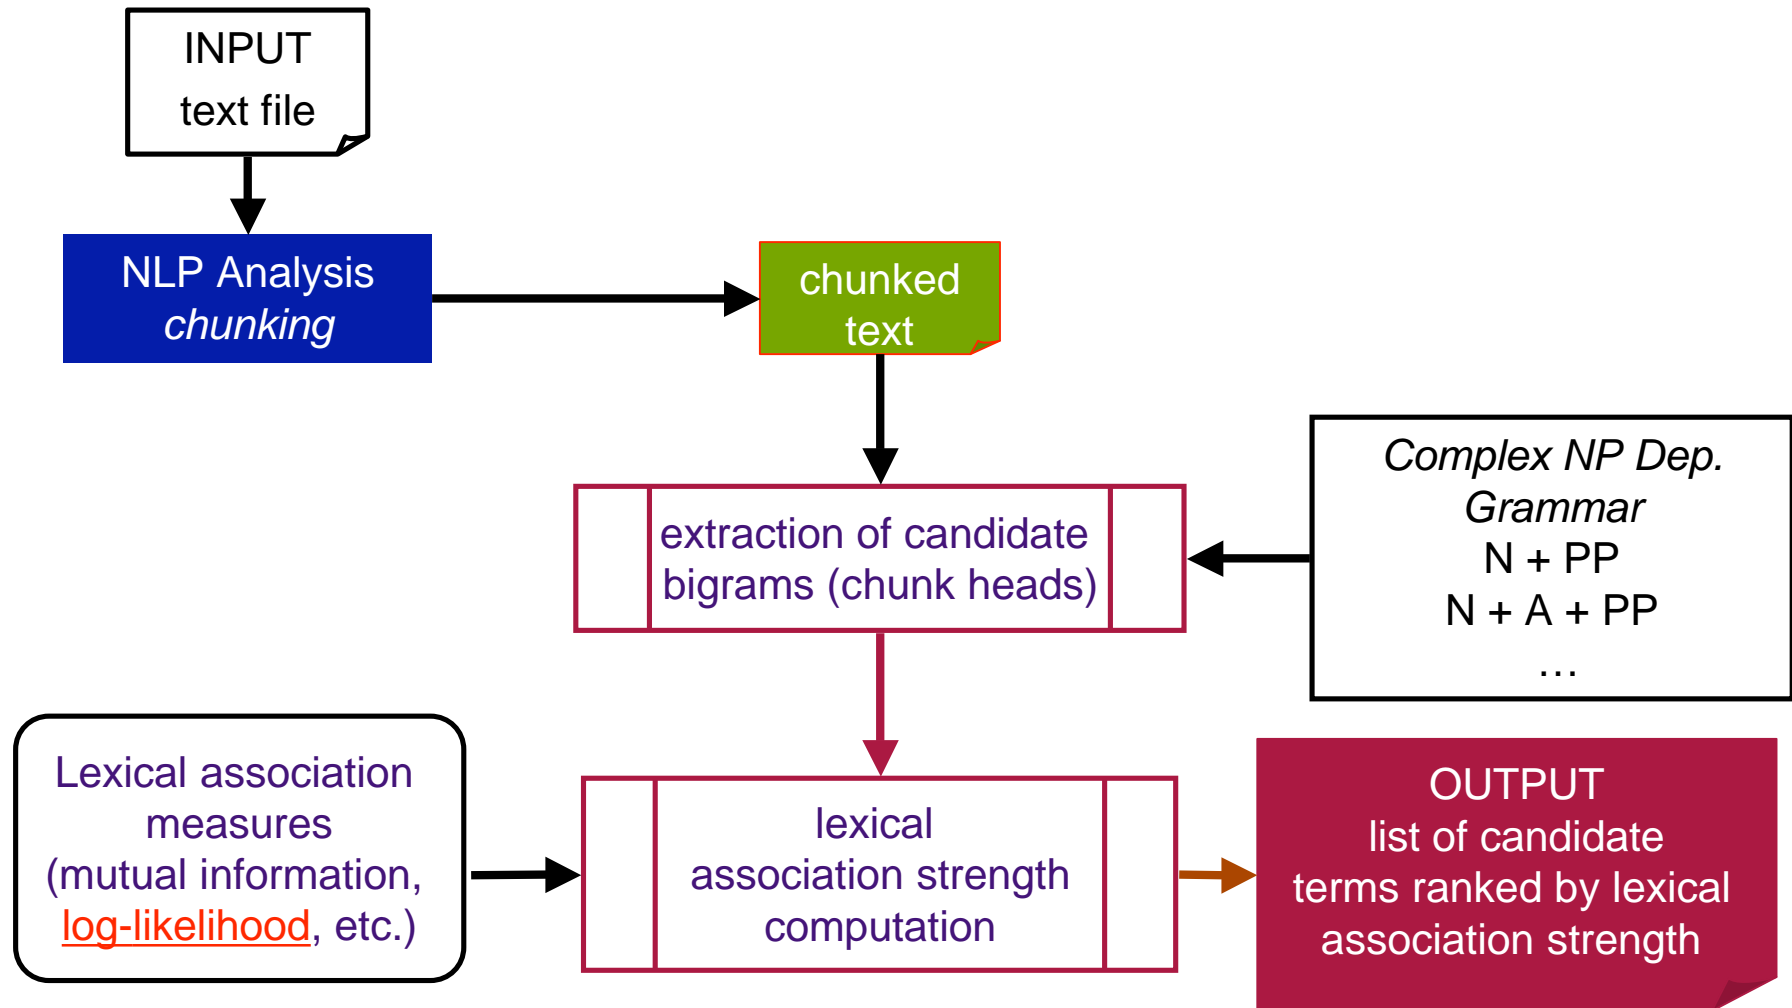 INPUT
text file
NLP Analysis
chunking
chunked
text
Complex NP Dep.
Grammar
N + PP
N + A + PP
…
extraction of candidate
bigrams (chunk heads)
Lexical association
measures
(mutual information,
log-likelihood, etc.)
lexical
association strength
computation
OUTPUT
list of candidate
terms ranked by lexical
association strength